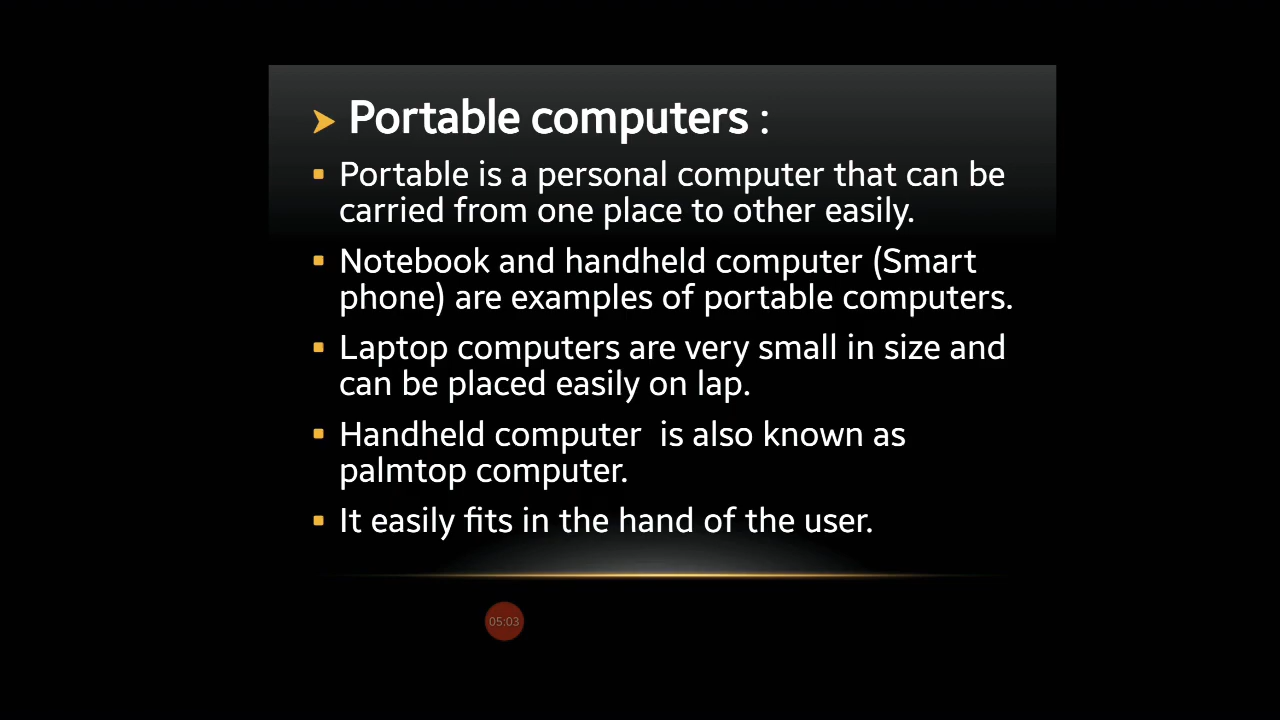 Portable computers :
Portable is a personal computer that can be
carried from one place to other easily.
Notebook and handheld computer (Smart
phone) are examples of portable computers.
Laptop computers are very small in size and
can be placed easily on lap.
Handheld computer  is also known as
palmtop computer.
It easily fits in the hand of the user.
05:03